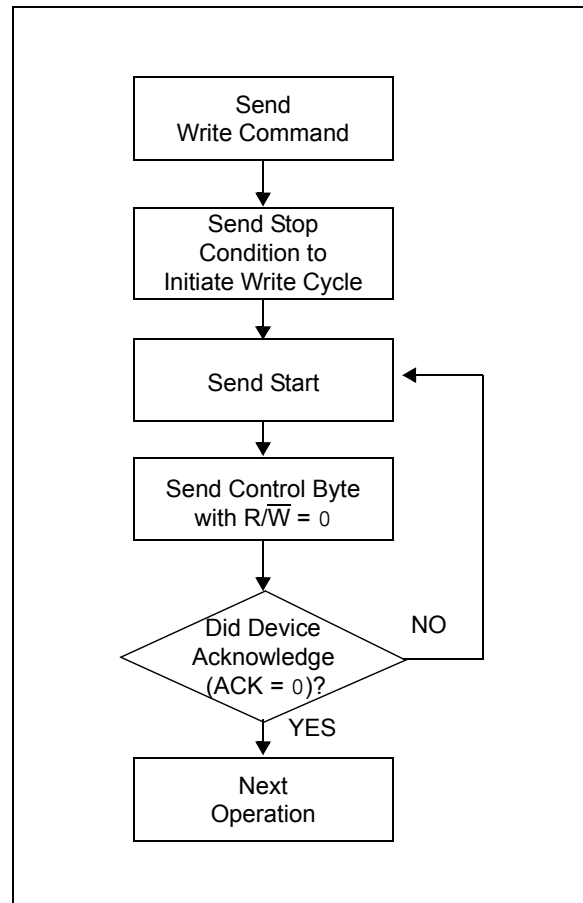 Send
Write Command
Send Stop
Condition to
Initiate Write Cycle
Send Start
Send Control Byte
with R/W̅ = 0
Did Device
Acknowledge
(ACK = 0)?
NO
YES
Next
Operation